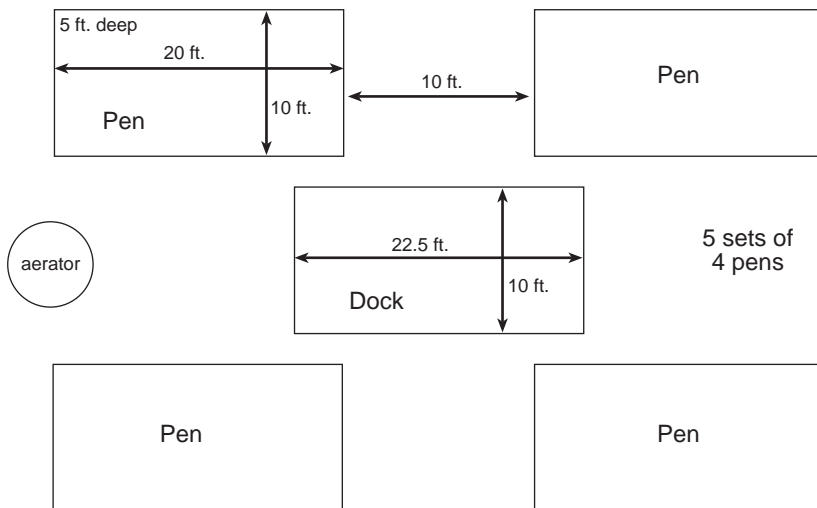 5 ft. deep
20 ft.
10 ft.
Pen
10 ft.
Pen
aerator
22.5 ft.
10 ft.
Dock
5 sets of
4 pens
Pen
Pen